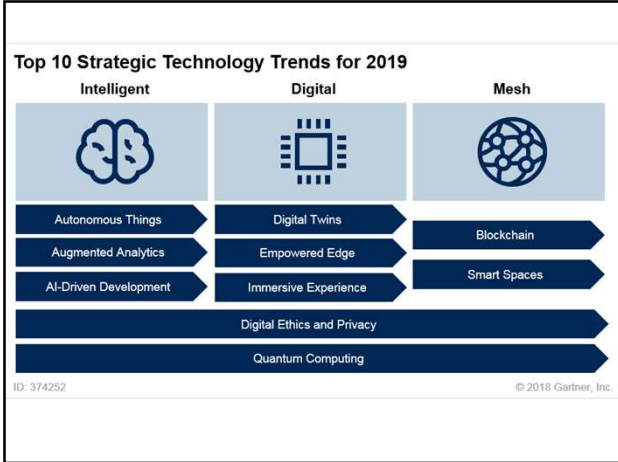 Top 10 Strategic Technology Trends for 2019
Intelligent
Digital
Mesh
Autonomous Things
Augmented Analytics
AI-Driven Development
Digital Twins
Empowered Edge
Immersive Experience
Blockchain
Smart Spaces
Digital Ethics and Privacy
Quantum Computing
ID: 374252
© 2018 Gartner, Inc.